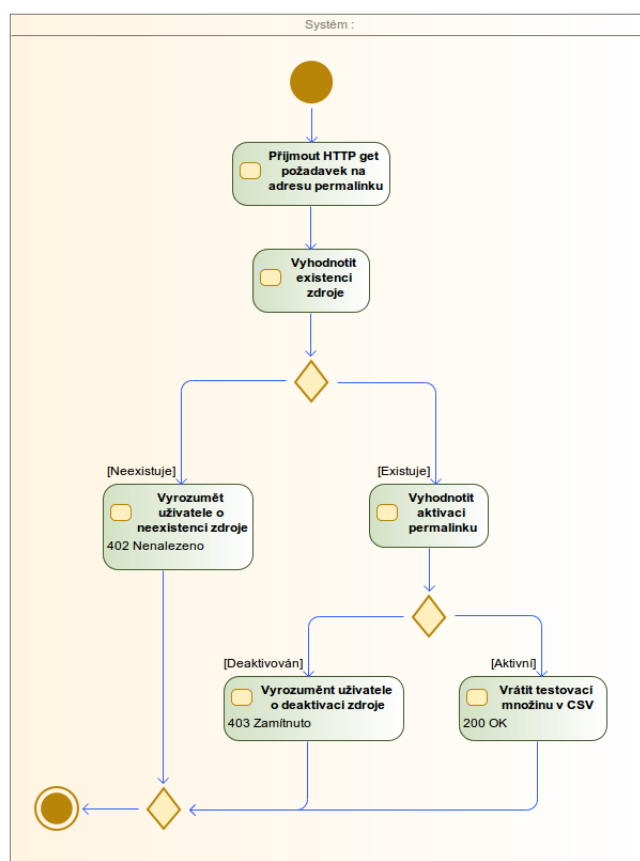 Systém :
Přijmout HTTP get
požadavek na
adresu permalinku
Vyhodnotit
existenci
zdroje
[Neexistuje]
[Existuje]
Vyrozumět
uživatele o
neexistenci zdroje
402 Nenalezeno
Vyhodnotit
aktivaci
permalinku
[Deaktivován]
[Aktivní]
Vyrozumĕnt uživatele
o deaktivaci zdroje
403 Zamítnuto
Vrátit testovací
množinu v CSV
200 OK